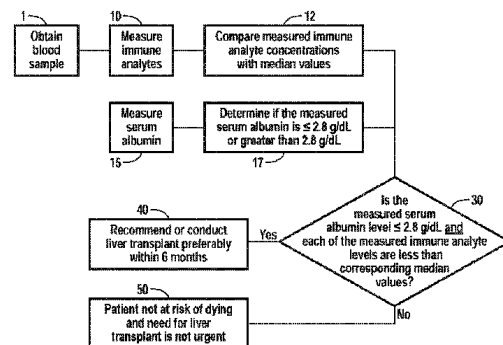 1
Obtain
blood
sample
10
Measure
immune
analytes
12
Compare measured immune
analyte concentrations
with median values
Measure
serum
albumin
15
Determine if the measured
serum albumin is ≤ 2.8 g/dL
or greater than 2.8 g/dL
17
30
Is the
measured serum
albumin level ≤ 2.8 g/dL and
each of the measured immune analyte
levels are less than
corresponding median
values?
Yes
40
Recommend or conduct
liver transplant preferably
within 6 months
No
50
Patient not at risk of dying
and need for liver
transplant is not urgent